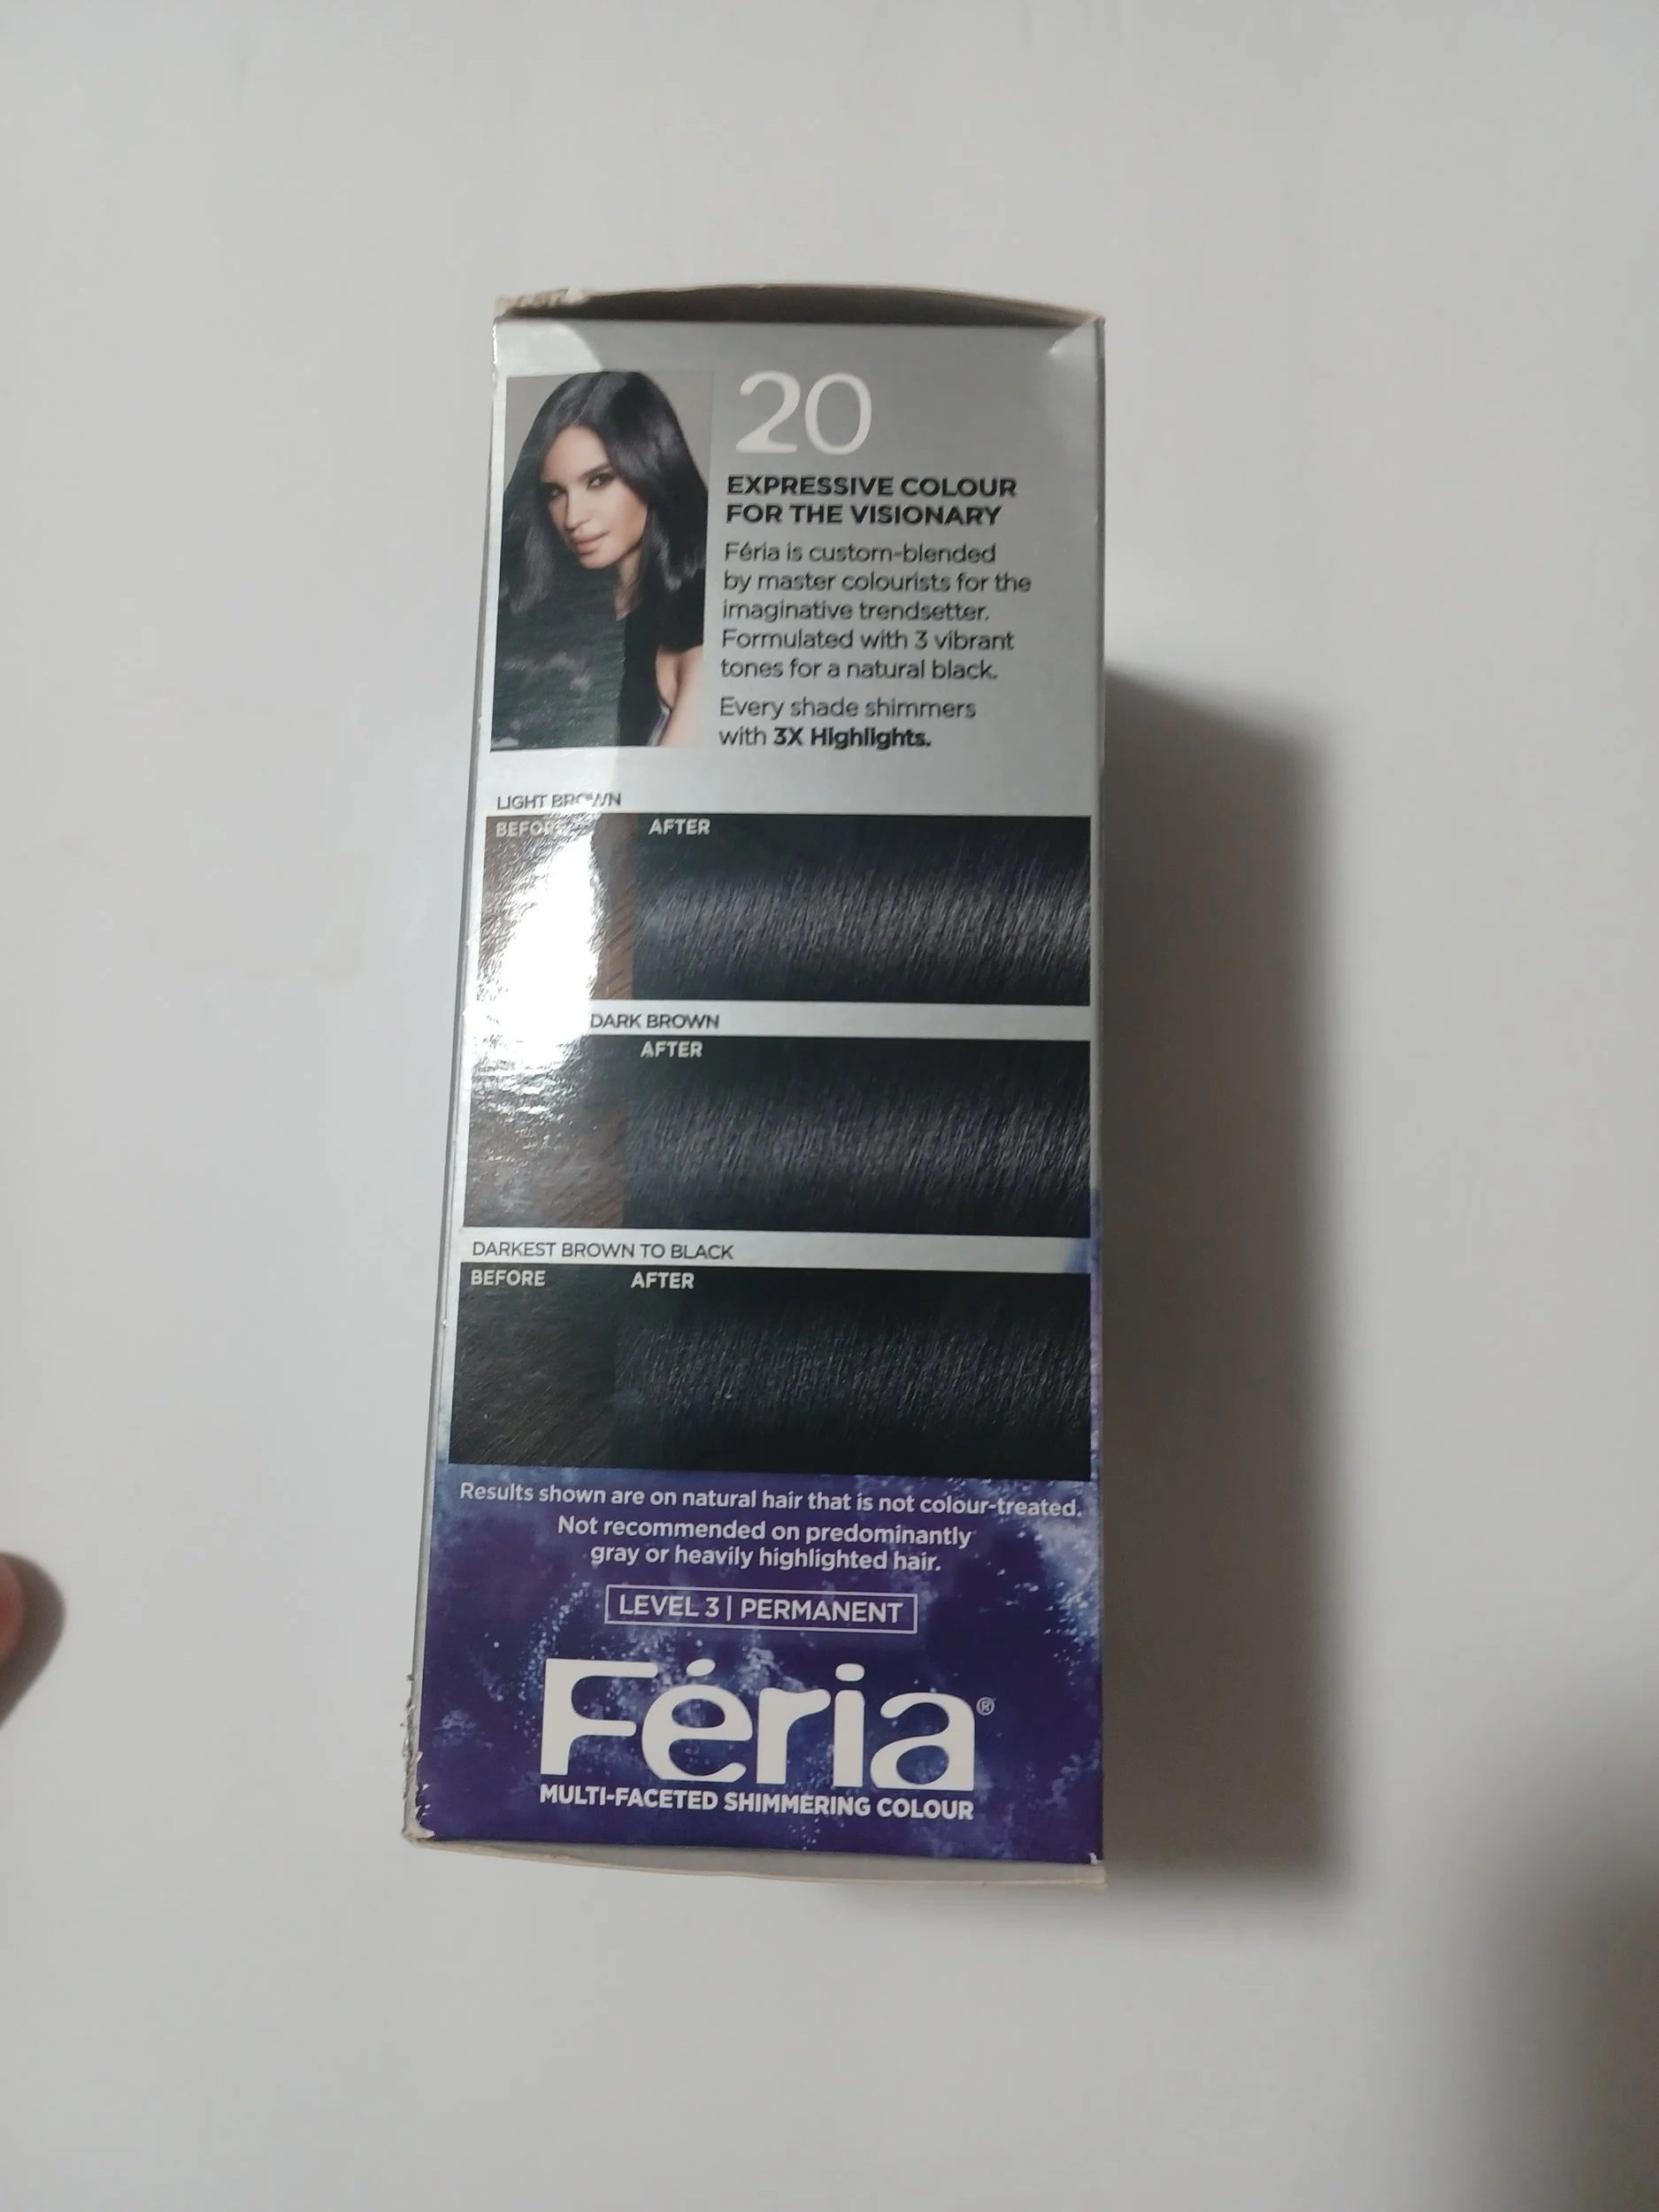 20
EXPRESSIVE COLOUR
FOR THE VISIONARY
Féria is custom-blended
by master colourists for the
imaginative trendsetter.
Formulated with 3 vibrant
tones for a natural black.
Every shade shimmers
with 3X Highlights.
LIGHT BROWN
BEFORE AFTER
DARK BROWN
AFTER
DARKEST BROWN TO BLACK
BEFORE AFTER
Results shown are on natural hair that is not colour-treated.
Not recommended on predominantly
gray or heavily highlighted hair.
LEVEL 3 | PERMANENT
Féria®
MULTI-FACETED SHIMMERING COLOUR